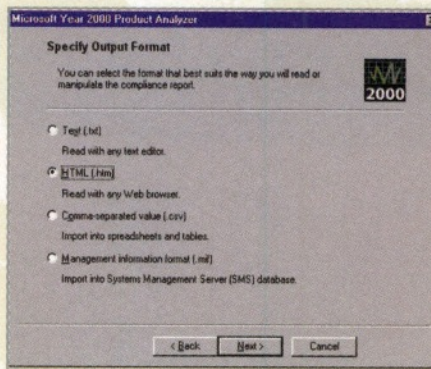 Microsoft Year 2000 Product Analyzer
Specify Output Format
You can select the format that best suits the way you will read or
manipulate the compliance report.
2000
Text (.txt)
Read with any text editor.
HTML (.htm)
Read with any Web browser.
Comma-separated value (.csv)
Import into spreadsheets and tables.
Management information format (.mif)
Import into Systems Management Server (SMS) database.
< Back
Next >
Cancel